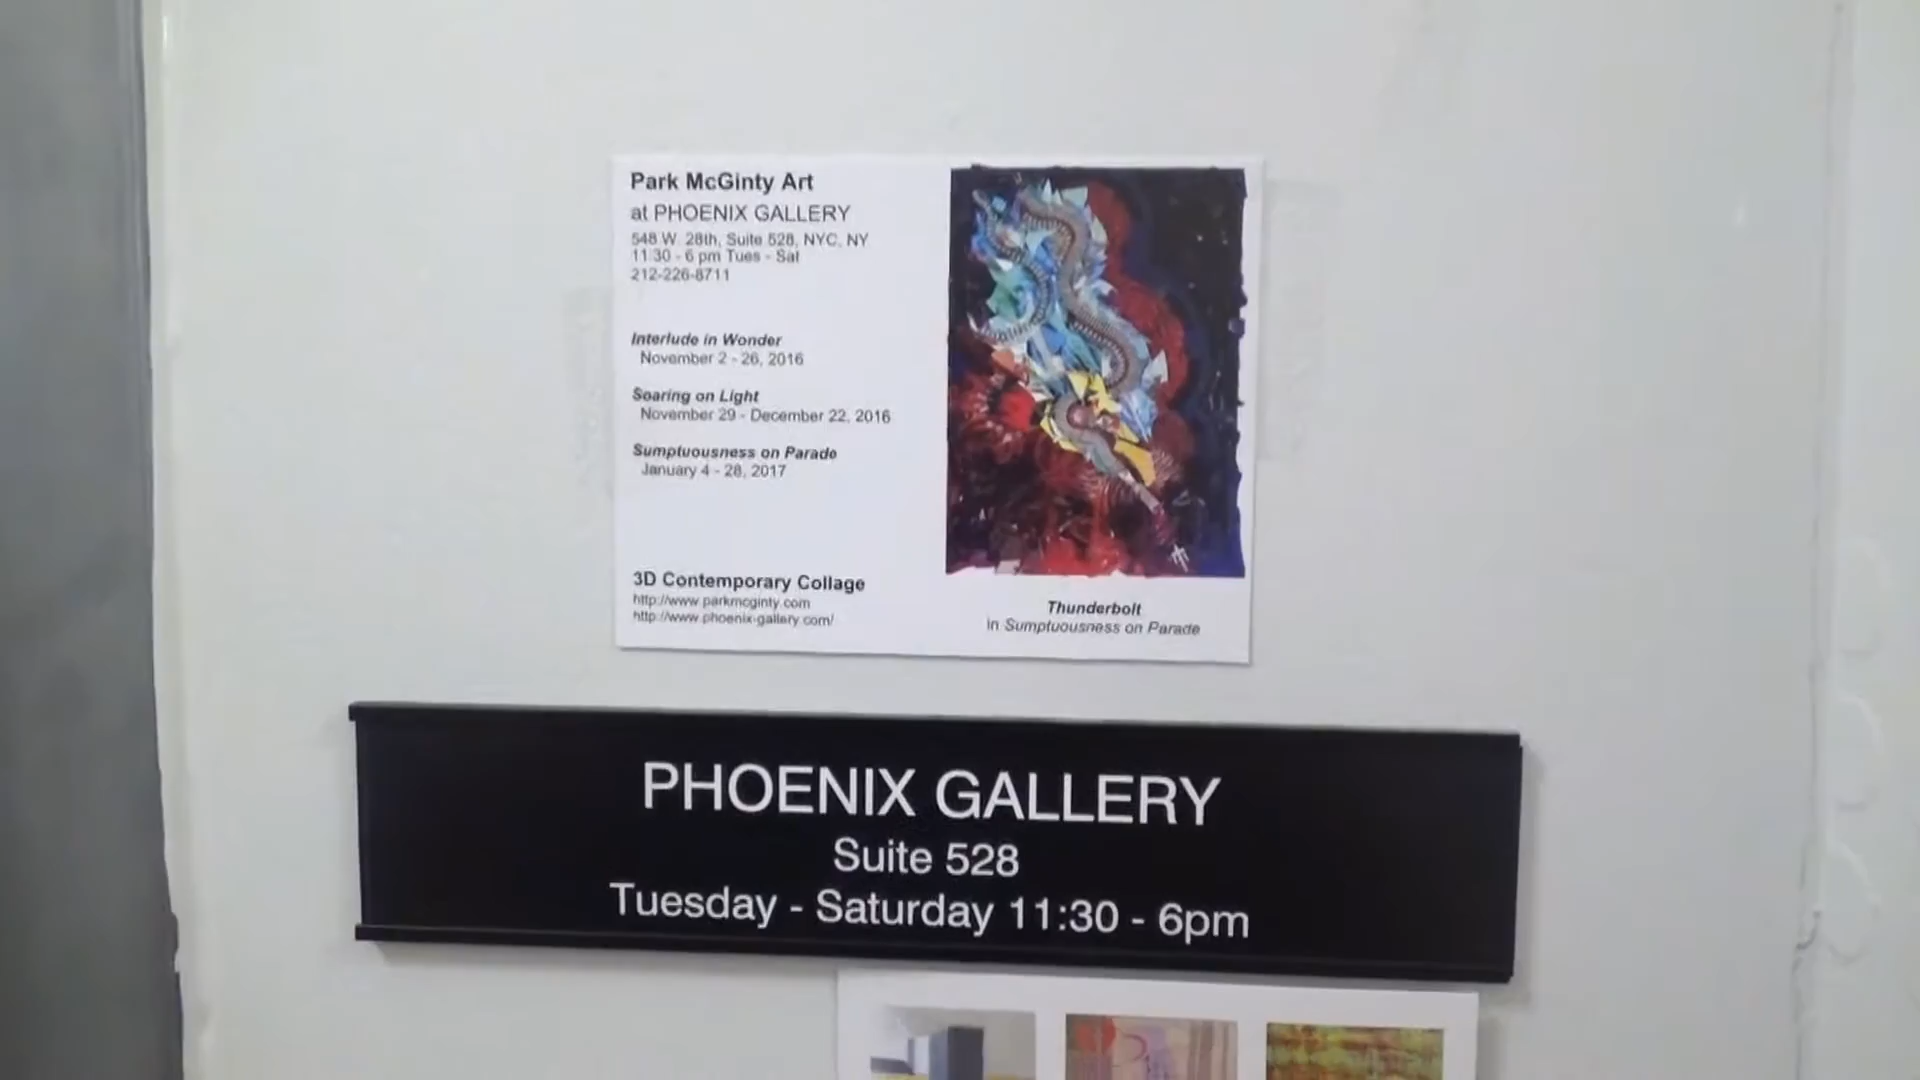 Park McGinty Art
at PHOENIX GALLERY
548 W. 28th, Suite 528, NYC, NY
11:30 - 6 pm Tues - Sat
212-226-8711
Interlude in Wonder
November 2 - 26, 2016
Soaring on Light
November 29 - December 22, 2016
Sumptuousness on Parade
January 4 - 28, 2017
3D Contemporary Collage
http://www.parkmcginty.com
http://www.phoenix-gallery.com/
Thunderbolt
in Sumptuousness on Parade
PHOENIX GALLERY
Suite 528
Tuesday - Saturday 11:30 - 6pm